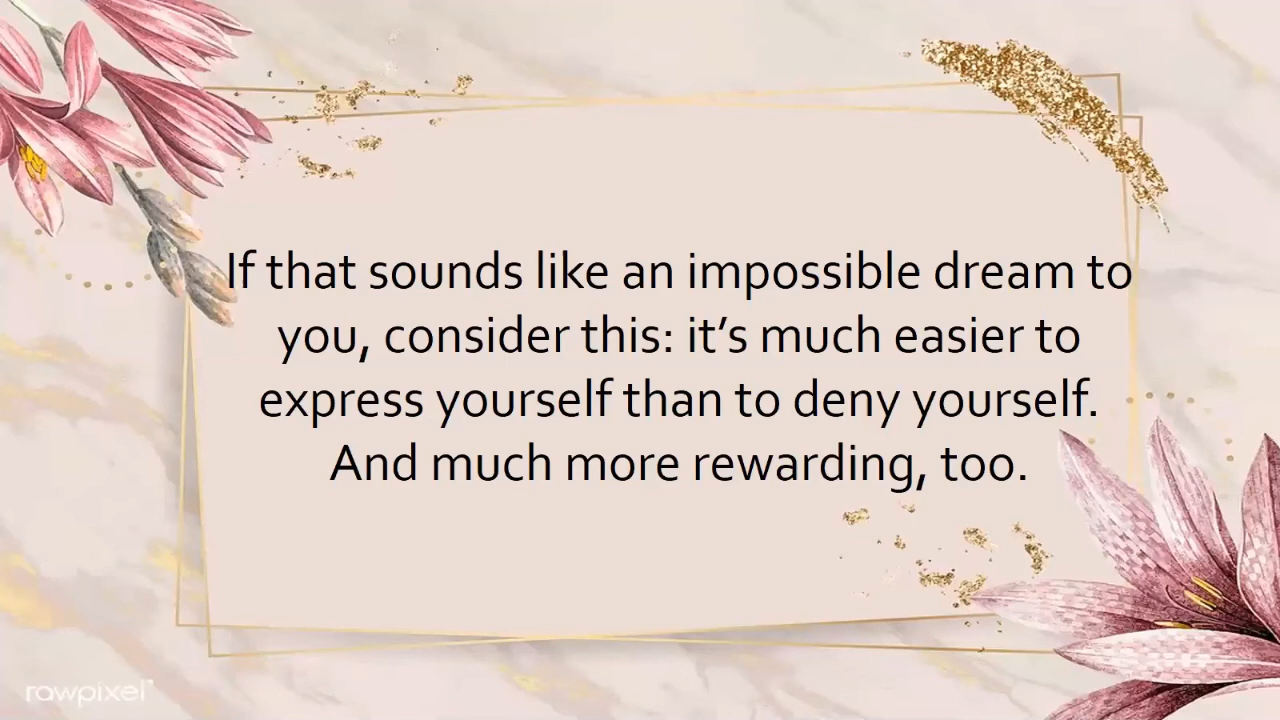 If that sounds like an impossible dream to
you, consider this: it’s much easier to
express yourself than to deny yourself.
And much more rewarding, too.
rawpixel